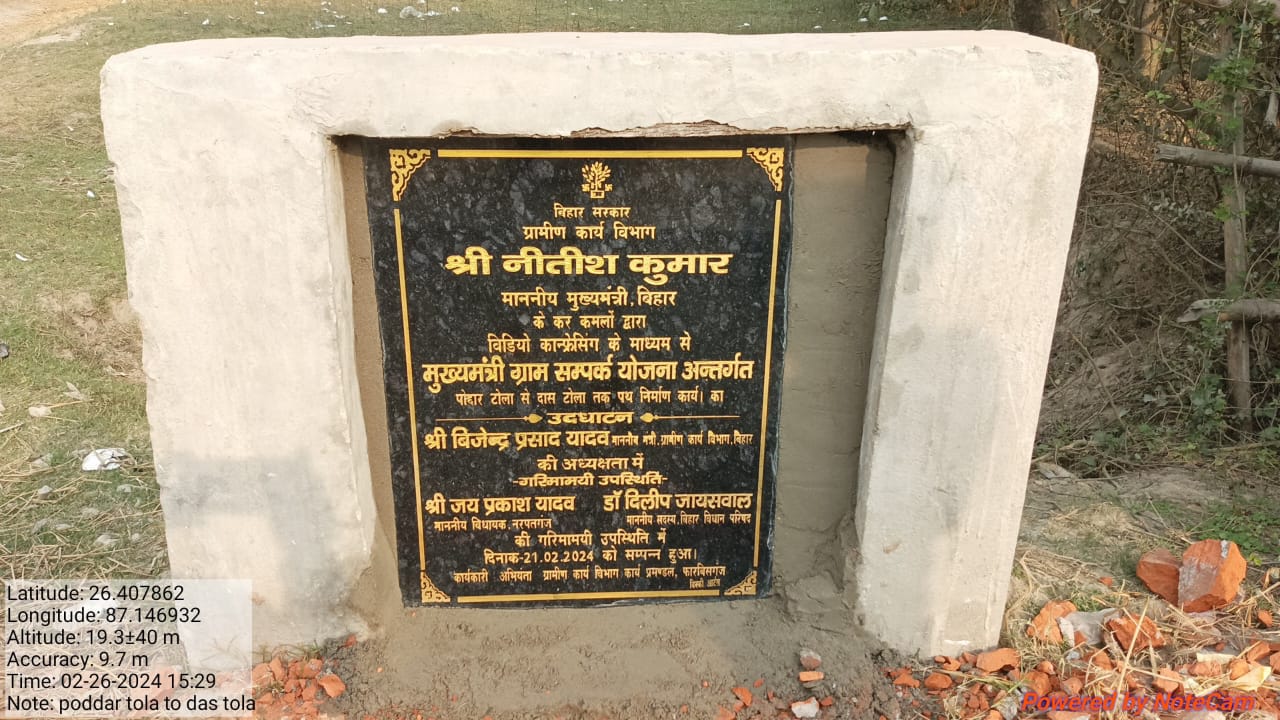 बिहार सरकार
ग्रामीण कार्य विभाग
श्री नीतीश कुमार
माननीय मुख्यमंत्री, बिहार
के कर कमलों द्वारा
विडियो कान्फ्रेसिंग के माध्यम से
मुख्यमंत्री ग्राम सम्पर्क योजना अन्तर्गत
पोद्दार टोला से दास टोला तक पथ निर्माण कार्य। का
उदघाटन
श्री बिजेन्द्र प्रसाद यादव माननीय मंत्री, ग्रामीण कार्य विभाग, बिहार
की अध्यक्षता में
-गरिमामयी उपस्थिति-
श्री जय प्रकाश यादव डॉ दिलीप जायसवाल
माननीय विधायक, नरपतगंज माननीय सदस्य, बिहार विधान परिषद
की गरिमामयी उपस्थिति में
दिनाक-21.02.2024 को सम्पन्न हुआ।
कार्यकारी अभियंता ग्रामीण कार्य विभाग कार्य प्रमण्डल, फारबिसगज
Latitude: 26.407862
Longitude: 87.146932
Altitude: 19.3±40 m
Accuracy: 9.7 m
Time: 02-26-2024 15:29
Note: poddar tola to das tola
Powered by NoteCam